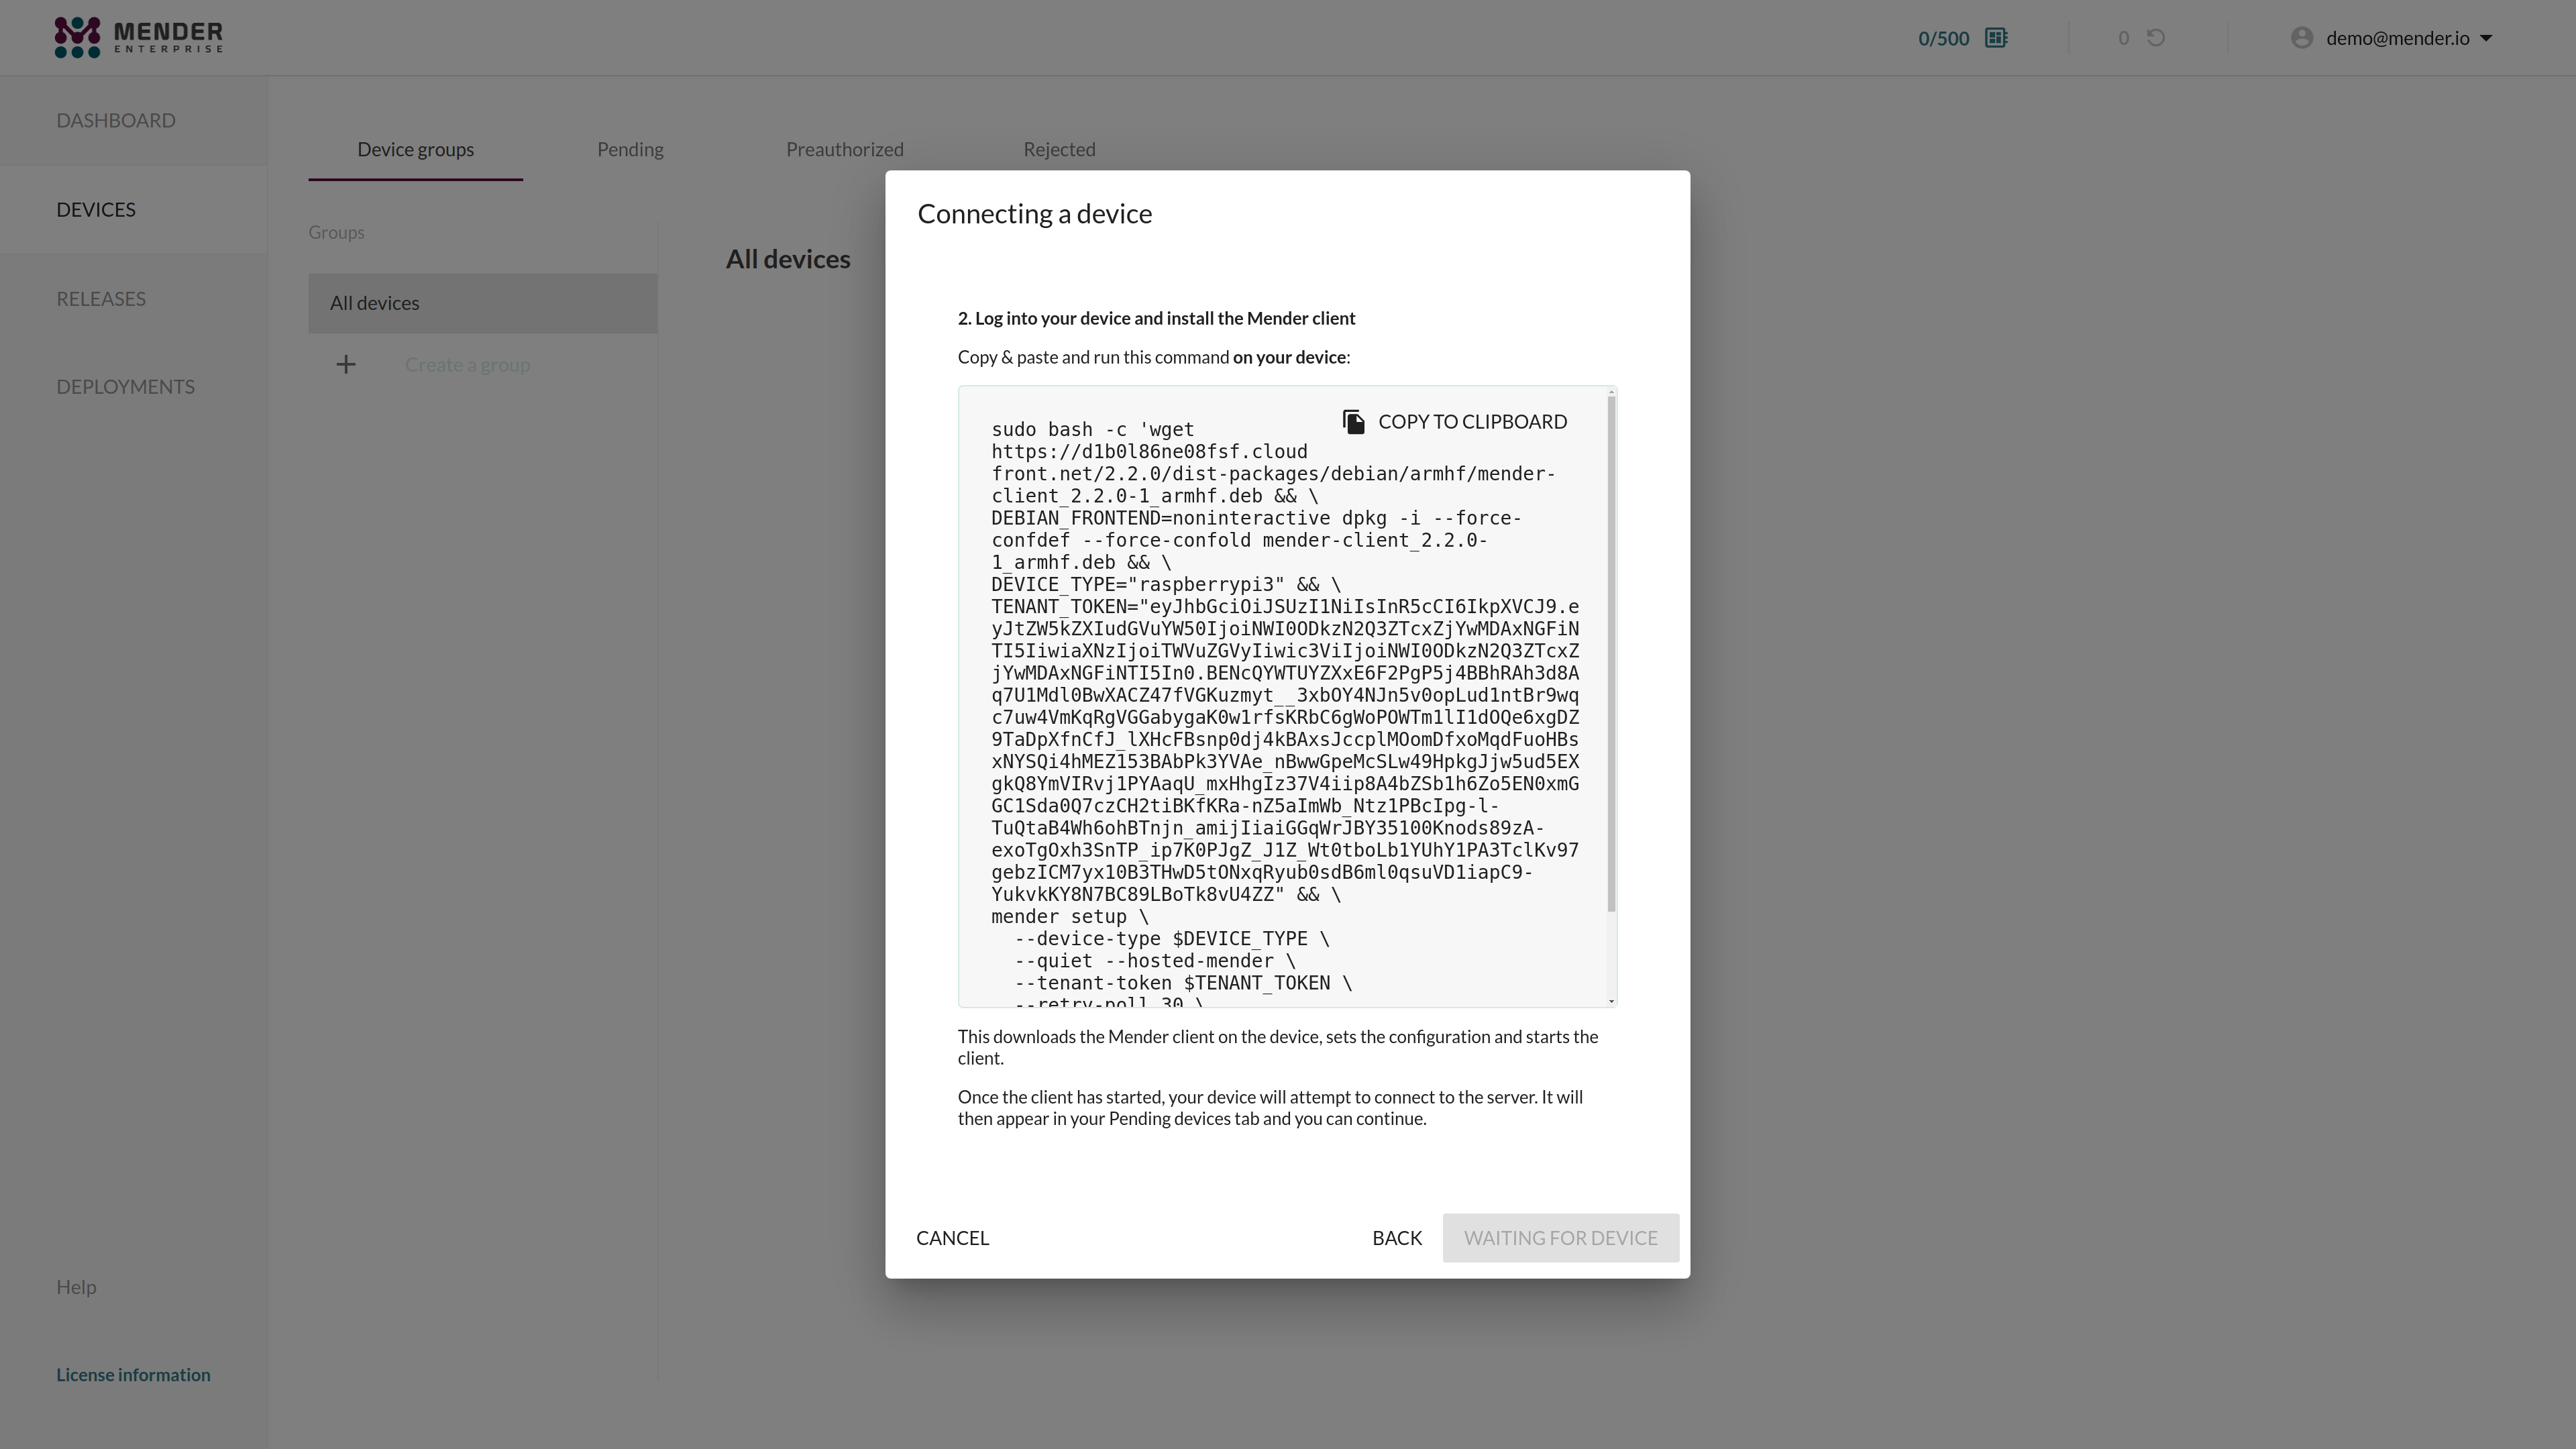 MENDER
ENTERPRISE
0/500
0
demo@mender.io
DASHBOARD
DEVICES
RELEASES
DEPLOYMENTS
Help
License information
Device groups
Pending
Preauthorized
Rejected
Groups
All devices
Create a group
All devices
Connecting a device
2. Log into your device and install the Mender client
Copy & paste and run this command on your device:
COPY TO CLIPBOARD
sudo bash -c 'wget
https://d1b0l86ne08fsf.cloud
front.net/2.2.0/dist-packages/debian/armhf/mender-
client_2.2.0-1_armhf.deb && \
DEBIAN_FRONTEND=noninteractive dpkg -i --force-
confdef --force-confold mender-client_2.2.0-
1_armhf.deb && \
DEVICE_TYPE="raspberrypi3" && \
TENANT_TOKEN="eyJhbGciOiJSUzI1NiIsInR5cCI6IkpXVCJ9.e
yJtZW5kZXIudGVuYW50IjoiNWI0ODkzN2Q3ZTcxZjYwMDAxNGFiN
TI5IiwiaXNzIjoiTWVuZGVyIiwic3ViIjoiNWI0ODkzN2Q3ZTcxZ
jYwMDAxNGFiNTI5In0.BENcQYWTUYZXxE6F2PgP5j4BBhRAh3d8A
q7U1Mdl0BwXACZ47fVGKuzmyt__3xbOY4NJn5v0opLud1ntBr9wq
c7uw4VmKqRgVGGabygaK0w1rfsKRbC6gWoPOWTm1lI1dOQe6xgDZ
9TaDpXfnCfJ_lXHcFBsnp0dj4kBAxsJccplMOomDfxoMqdFuoHBs
xNYSQi4hMEZ153BAbPk3YVAe_nBwwGpeMcSLw49HpkgJjw5ud5EX
gkQ8YmVIRvj1PYAaqU_mxHhgIz37V4iip8A4bZSb1h6Zo5EN0xmG
GC1Sda0Q7czCH2tiBKfKRa-nZ5aImWb_Ntz1PBcIpg-l-
TuQtaB4Wh6ohBTnjn_amijIiaiGGqWrJBY35100Knods89zA-
exoTgOxh3SnTP_ip7K0PJgZ_J1Z_Wt0tboLb1YUhY1PA3TclKv97
gebzICM7yx10B3THwD5tONxqRyub0sdB6ml0qsuVD1iapC9-
YukvkKY8N7BC89LBoTk8vU4ZZ" && \
mender setup \
--device-type $DEVICE_TYPE \
--quiet --hosted-mender \
--tenant-token $TENANT_TOKEN \
--retry-poll 30 \
This downloads the Mender client on the device, sets the configuration and starts the
client.
Once the client has started, your device will attempt to connect to the server. It will
then appear in your Pending devices tab and you can continue.
CANCEL
BACK
WAITING FOR DEVICE